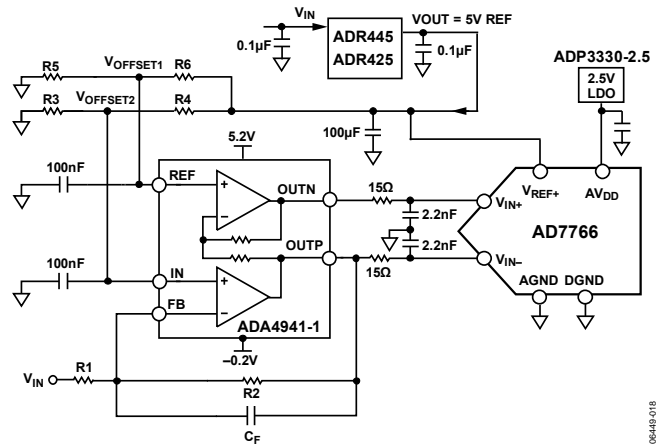 VIN
ADR445
ADR425
VOUT = 5V REF
0.1µF
0.1µF
ADP3330-2.5
2.5V
LDO
R5
VOFFSET1
R6
R3
VOFFSET2
R4
100µF
5.2V
100nF
REF
OUTN
15Ω
VREF+
AVDD
VIN+
2.2nF
AD7766
OUTP
2.2nF
100nF
IN
15Ω
VIN–
FB
AGND
DGND
ADA4941-1
–0.2V
VIN
R1
R2
CF
06449-018